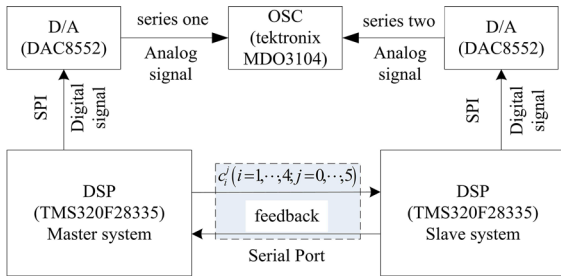 D/A
(DAC8552)
series one
Analog
signal
OSC
(tektronix
MDO3104)
series two
Analog
signal
D/A
(DAC8552)
SPI
Digital
signal
SPI
Digital
signal
DSP
(TMS320F28335)
Master system
c_i^j(i=1,⋯,4;j=0,⋯,5)
feedback
Serial Port
DSP
(TMS320F28335)
Slave system